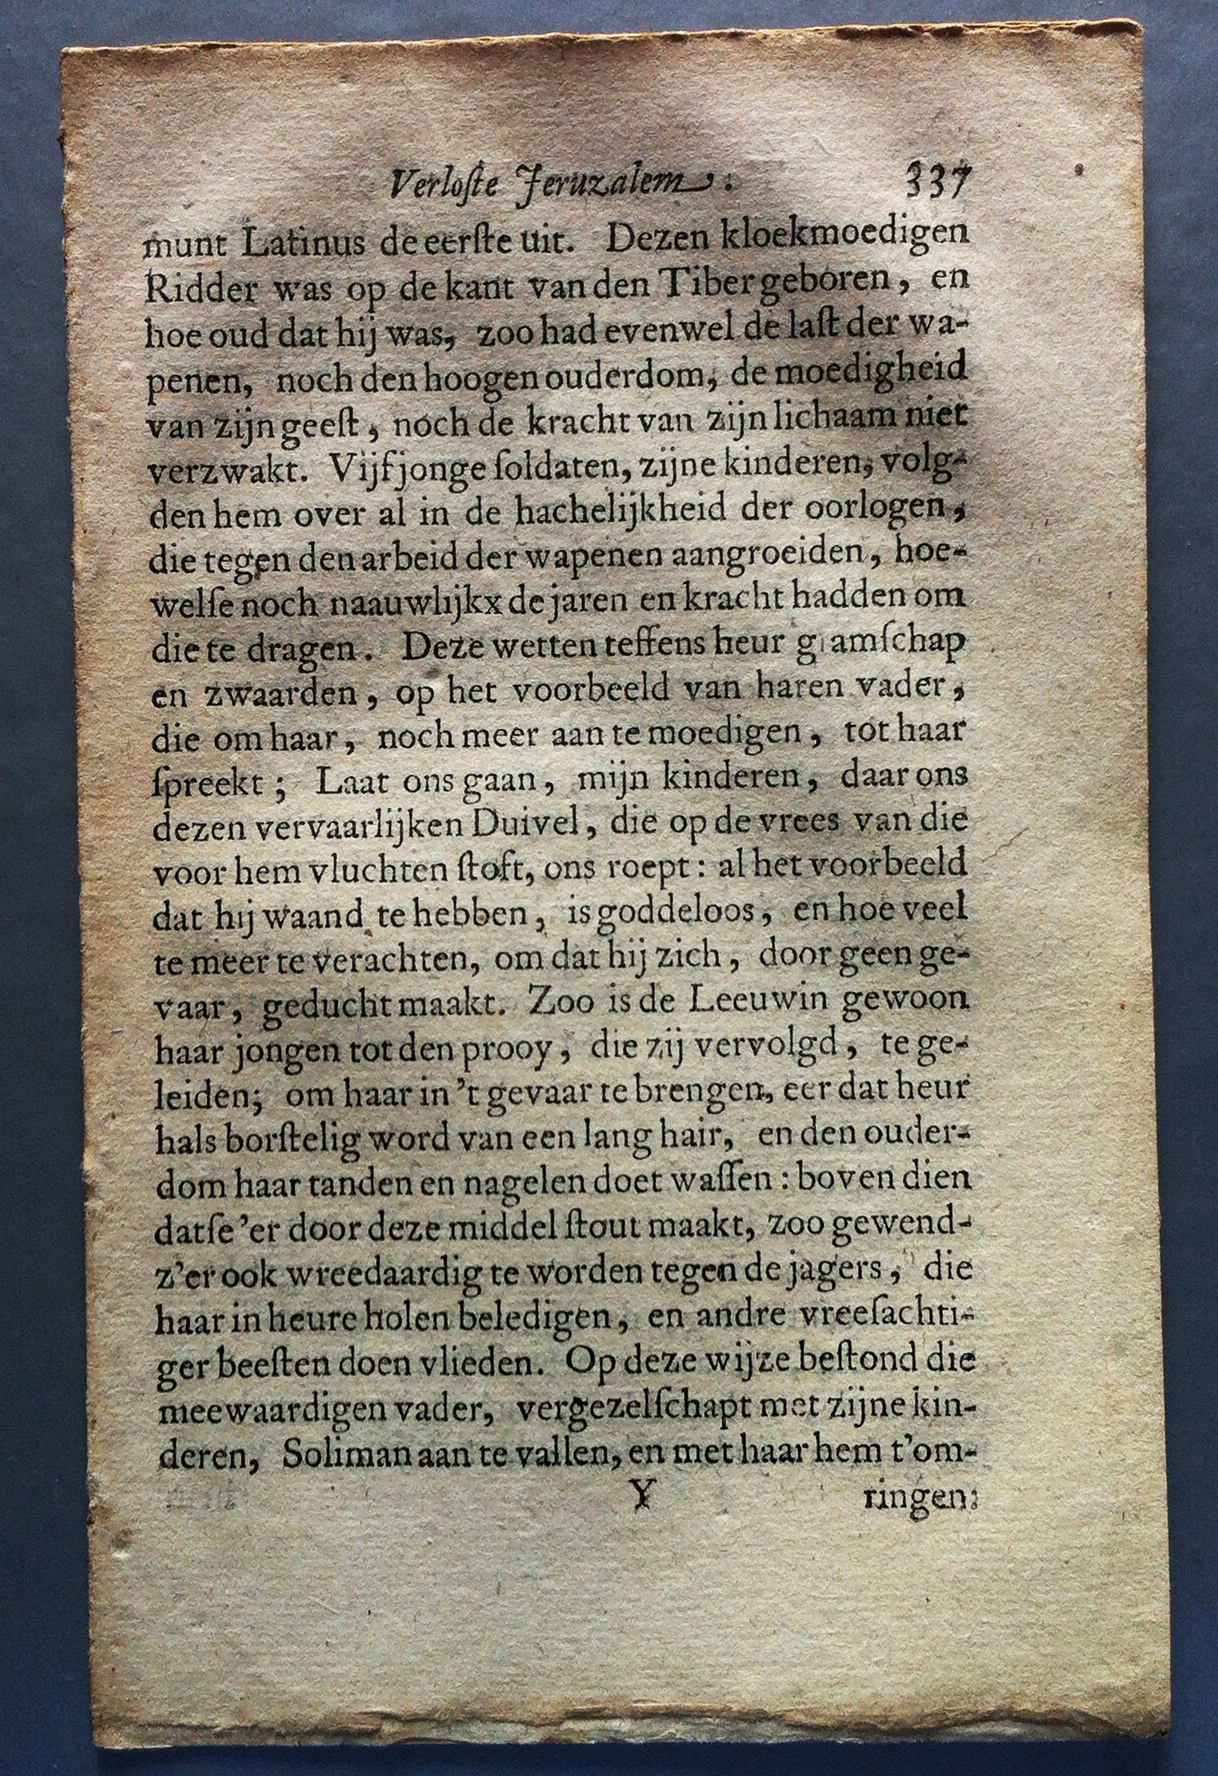 Verloſte Jeruzalem. : 337
munt Latinus de eerſte uit. Dezen kloekmoedigen
Ridder was op de kant van den Tiber geboren, en
hoe oud dat hij was, zoo had evenwel de laſt der wa-
penen, noch den hoogen ouderdom, de moedigheid
van zijn geeſt, noch de kracht van zijn lichaam niet
verzwakt. Vijf jonge ſoldaten, zijne kinderen, volg-
den hem over al in de hachelijkheid der oorlogen,
die tegen den arbeid der wapenen aangroeiden, hoe-
welſe noch naauwlijkx de jaren en kracht hadden om
die te dragen. Deze wetten teffens heur gramſchap
en zwaarden, op het voorbeeld van haren vader,
die om haar, noch meer aan te moedigen, tot haar
ſpreekt; Laat ons gaan, mijn kinderen, daar ons
dezen vervaarlijken Duivel, die op de vrees van die
voor hem vluchten ſtoft, ons roept: al het voorbeeld
dat hij waand te hebben, is goddeloos, en hoe veel
te meer te verachten, om dat hij zich, door geen ge-
vaar, geducht maakt. Zoo is de Leeuwin gewoon
haar jongen tot den prooy, die zij vervolgd, te ge-
leiden; om haar in 't gevaar te brengen, eer dat heur
hals borſtelig word van een lang hair, en den ouder-
dom haar tanden en nagelen doet waſſen: boven dien
datſe 'er door deze middel ſtout maakt, zoo gewend-
z'er ook wreedaardig te worden tegen de jagers, die
haar in heure holen beledigen, en andre vreeſachti-
ger beeſten doen vlieden. Op deze wijze beſtond die
meewaardigen vader, vergezelſchapt met zijne kin-
deren, Soliman aan te vallen, en met haar hem t'om-
Y ringen: